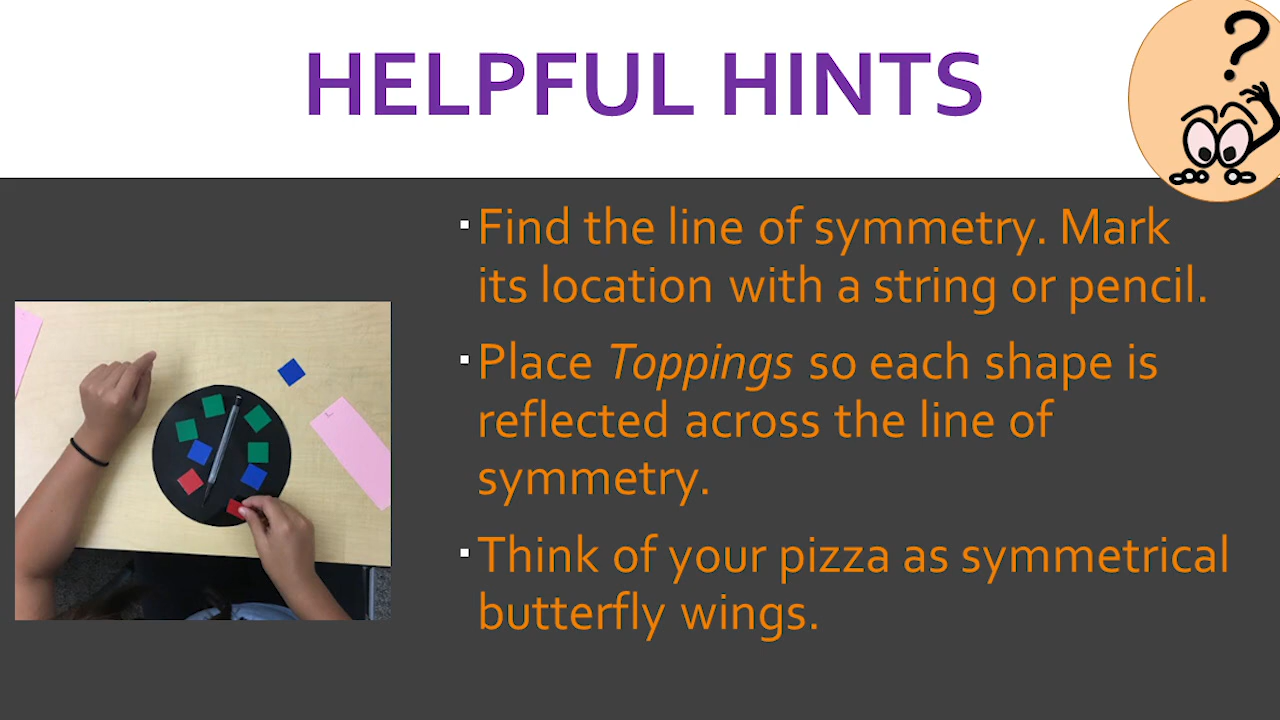 HELPFUL HINTS
?
▪Find the line of symmetry. Mark
its location with a string or pencil.
▪Place Toppings so each shape is
reflected across the line of
symmetry.
▪Think of your pizza as symmetrical
butterfly wings.